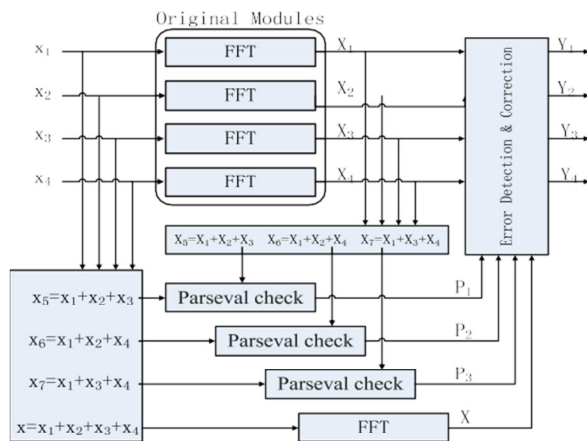 Original Modules
x₁ FFT X₁ Y₁
x₂ FFT X₂ Y₂
x₃ FFT X₃ Y₃
x₄ FFT X₄ Y₄
Error Detection & Correction
X₅=X₁+X₂+X₃ X₆=X₁+X₂+X₄ X₇=X₁+X₃+X₄
x₅=x₁+x₂+x₃ Parseval check P₁
x₆=x₁+x₂+x₄ Parseval check P₂
x₇=x₁+x₃+x₄ Parseval check P₃
x=x₁+x₂+x₃+x₄ FFT X